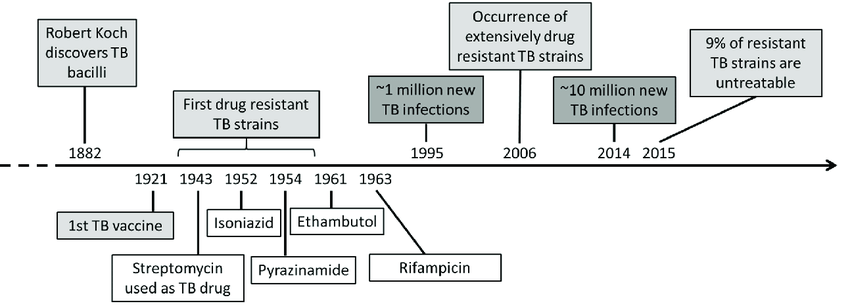 Robert Koch
discovers TB
bacilli
First drug resistant
TB strains
~1 million new
TB infections
Occurrence of
extensively drug
resistant TB strains
~10 million new
TB infections
9% of resistant
TB strains are
untreatable
1882
1995
2006
2014
2015
1921
1943
1952
1954
1961
1963
1st TB vaccine
Streptomycin
used as TB drug
Isoniazid
Pyrazinamide
Ethambutol
Rifampicin